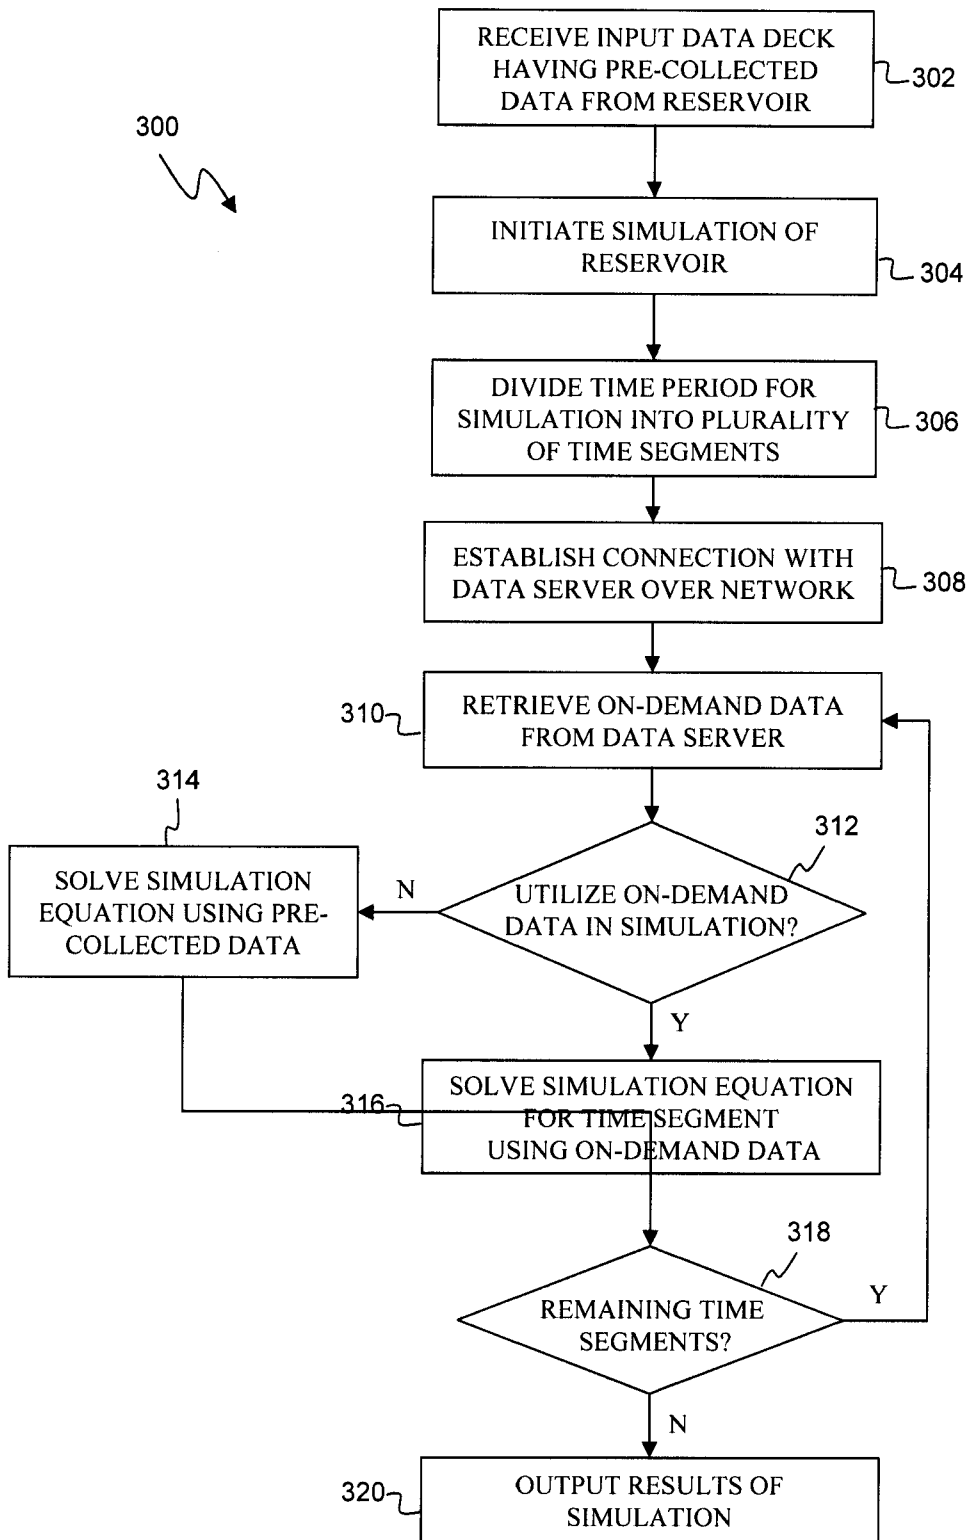 RECEIVE INPUT DATA DECK
HAVING PRE-COLLECTED
DATA FROM RESERVOIR
302
300
INITIATE SIMULATION OF
RESERVOIR
304
DIVIDE TIME PERIOD FOR
SIMULATION INTO PLURALITY
OF TIME SEGMENTS
306
ESTABLISH CONNECTION WITH
DATA SERVER OVER NETWORK
308
310
RETRIEVE ON-DEMAND DATA
FROM DATA SERVER
312
UTILIZE ON-DEMAND
DATA IN SIMULATION?
N
314
SOLVE SIMULATION
EQUATION USING PRE-
COLLECTED DATA
Y
316
SOLVE SIMULATION EQUATION
FOR TIME SEGMENT
USING ON-DEMAND DATA
318
REMAINING TIME
SEGMENTS?
Y
N
320
OUTPUT RESULTS OF
SIMULATION